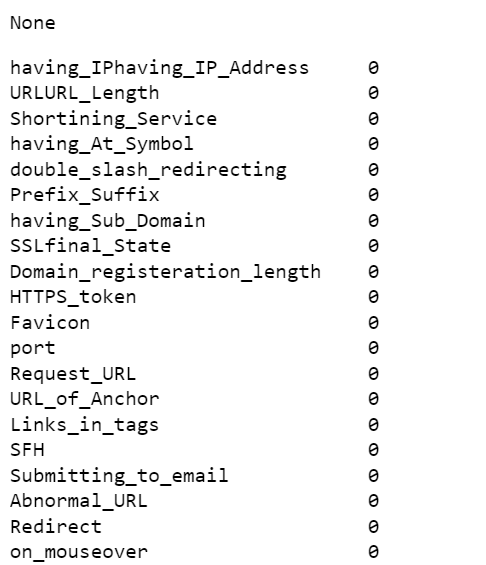 None
having_IPhaving_IP_Address 0
URLURL_Length 0
Shortining_Service 0
having_At_Symbol 0
double_slash_redirecting 0
Prefix_Suffix 0
having_Sub_Domain 0
SSLfinal_State 0
Domain_registeration_length 0
HTTPS_token 0
Favicon 0
port 0
Request_URL 0
URL_of_Anchor 0
Links_in_tags 0
SFH 0
Submitting_to_email 0
Abnormal_URL 0
Redirect 0
on_mouseover 0